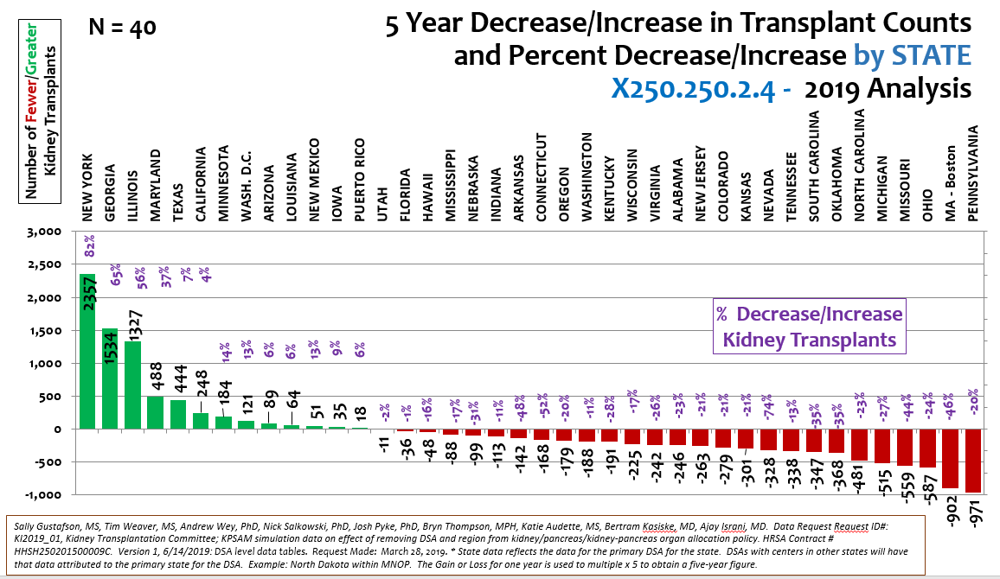 Number of Fewer/Greater
Kidney Transplants
N = 40
5 Year Decrease/Increase in Transplant Counts
and Percent Decrease/Increase by STATE
X250.250.2.4 - 2019 Analysis
NEW YORK
GEORGIA
ILLINOIS
MARYLAND
TEXAS
CALIFORNIA
MINNESOTA
WASH. D.C.
ARIZONA
LOUISIANA
NEW MEXICO
IOWA
PUERTO RICO
UTAH
FLORIDA
HAWAII
MISSISSIPPI
NEBRASKA
INDIANA
ARKANSAS
CONNECTICUT
OREGON
WASHINGTON
KENTUCKY
WISCONSIN
VIRGINIA
ALABAMA
NEW JERSEY
COLORADO
KANSAS
NEVADA
TENNESSEE
SOUTH CAROLINA
OKLAHOMA
NORTH CAROLINA
MICHIGAN
MISSOURI
OHIO
MA - Boston
PENNSYLVANIA
3,000
2,500
2,000
1,500
1,000
500
0
-500
-1,000
82%
65%
56%
37%
7%
4%
14%
13%
6%
6%
13%
9%
6%
-2%
-1%
-16%
-17%
-31%
-11%
-48%
-52%
-20%
-11%
-28%
-17%
-26%
-23%
-21%
-21%
-21%
-74%
-13%
-35%
-35%
-23%
-27%
-44%
-24%
-46%
-20%
% Decrease/Increase
Kidney Transplants
2357
1534
1327
488
444
248
184
121
89
64
51
35
18
-11
-36
-48
-88
-99
-113
-142
-168
-179
-188
-191
-225
-242
-246
-263
-279
-301
-328
-338
-347
-368
-481
-515
-559
-587
-902
-971
Sally Gustafson, MS, Tim Weaver, MS, Andrew Wey, PhD, Nick Salkowski, PhD, Josh Pyke, PhD, Bryn Thompson, MPH, Katie Audette, MS, Bertram Kasiske, MD, Ajay Israni, MD. Data Request Request ID#:
KI2019_01, Kidney Transplantation Committee; KPSAM simulation data on effect of removing DSA and region from kidney/pancreas/kidney-pancreas organ allocation policy. HRSA Contract #
HHSH250201500009C. Version 1, 6/14/2019: DSA level data tables. Request Made: March 28, 2019. * State data reflects the data for the primary DSA for the state. DSAs with centers in other states will have
that data attributed to the primary state for the DSA. Example: North Dakota within MNOP. The Gain or Loss for one year is used to multiple x 5 to obtain a five-year figure.